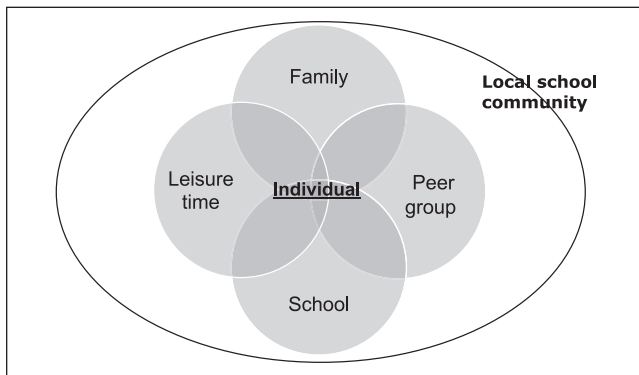 Family
Local school
community
Leisure
time
Individual
Peer
group
School